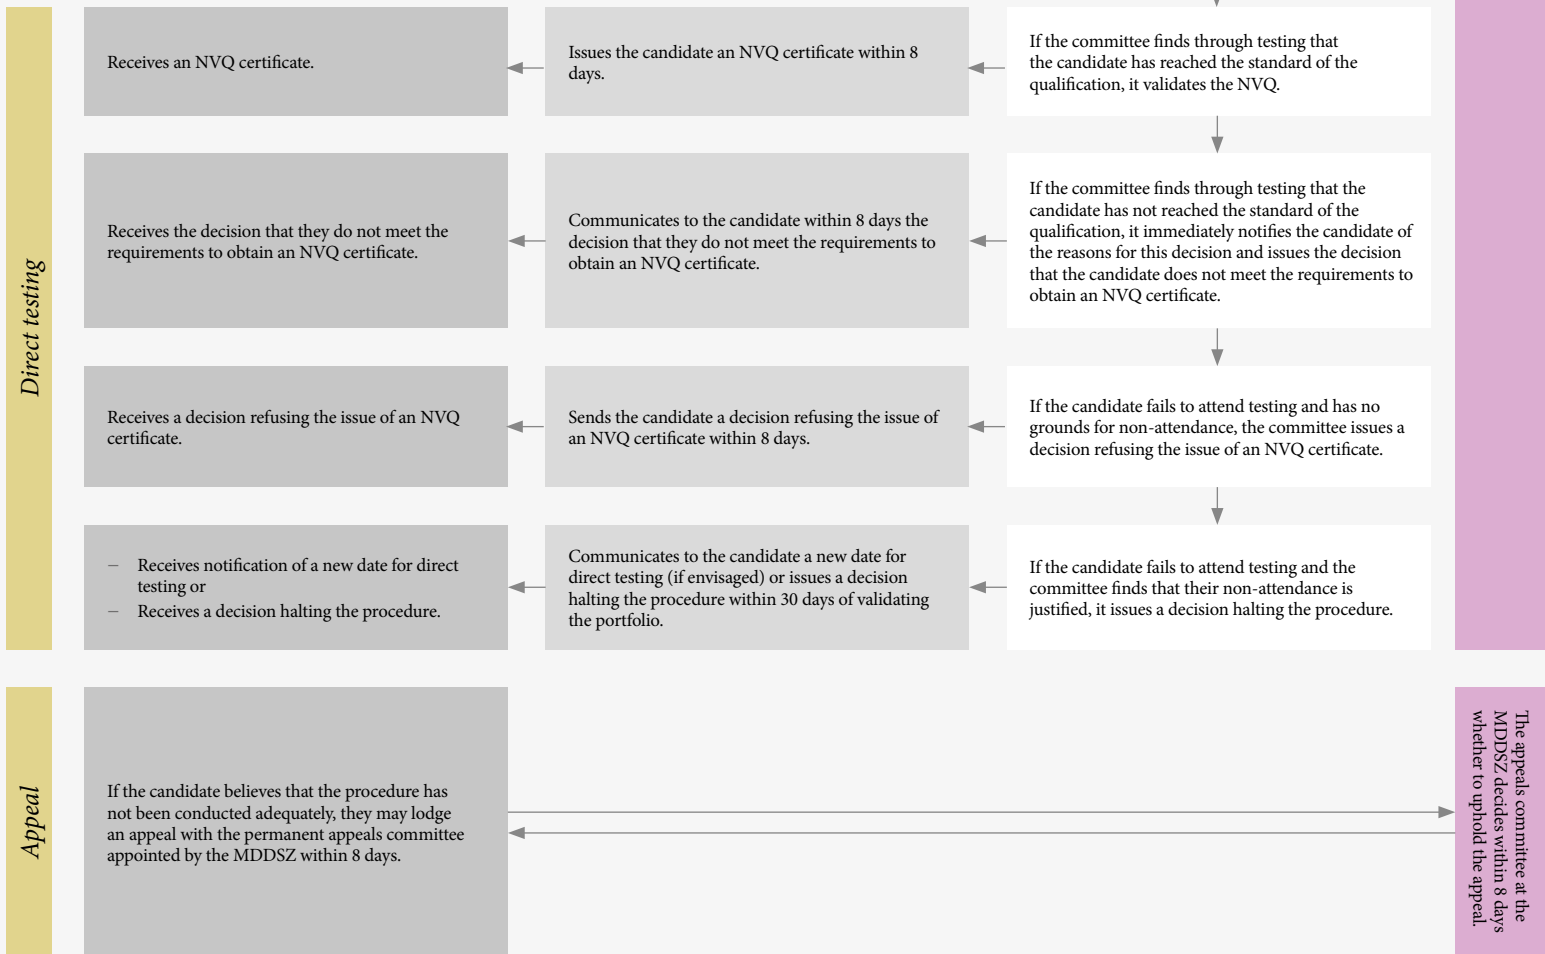 Direct testing
Receives an NVQ certificate.
Issues the candidate an NVQ certificate within 8
days.
If the committee finds through testing that
the candidate has reached the standard of the
qualification, it validates the NVQ.
Receives the decision that they do not meet the
requirements to obtain an NVQ certificate.
Communicates to the candidate within 8 days the
decision that they do not meet the requirements to
obtain an NVQ certificate.
If the committee finds through testing that the
candidate has not reached the standard of the
qualification, it immediately notifies the candidate of
the reasons for this decision and issues the decision
that the candidate does not meet the requirements to
obtain an NVQ certificate.
Receives a decision refusing the issue of an NVQ
certificate.
Sends the candidate a decision refusing the issue of
an NVQ certificate within 8 days.
If the candidate fails to attend testing and has no
grounds for non-attendance, the committee issues a
decision refusing the issue of an NVQ certificate.
– Receives notification of a new date for direct
testing or
– Receives a decision halting the procedure.
Communicates to the candidate a new date for
direct testing (if envisaged) or issues a decision
halting the procedure within 30 days of validating
the portfolio.
If the candidate fails to attend testing and the
committee finds that their non-attendance is
justified, it issues a decision halting the procedure.
Appeal
If the candidate believes that the procedure has
not been conducted adequately, they may lodge
an appeal with the permanent appeals committee
appointed by the MDDSZ within 8 days.
The appeals committee at the
MDDSZ decides within 8 days
whether to uphold the appeal.